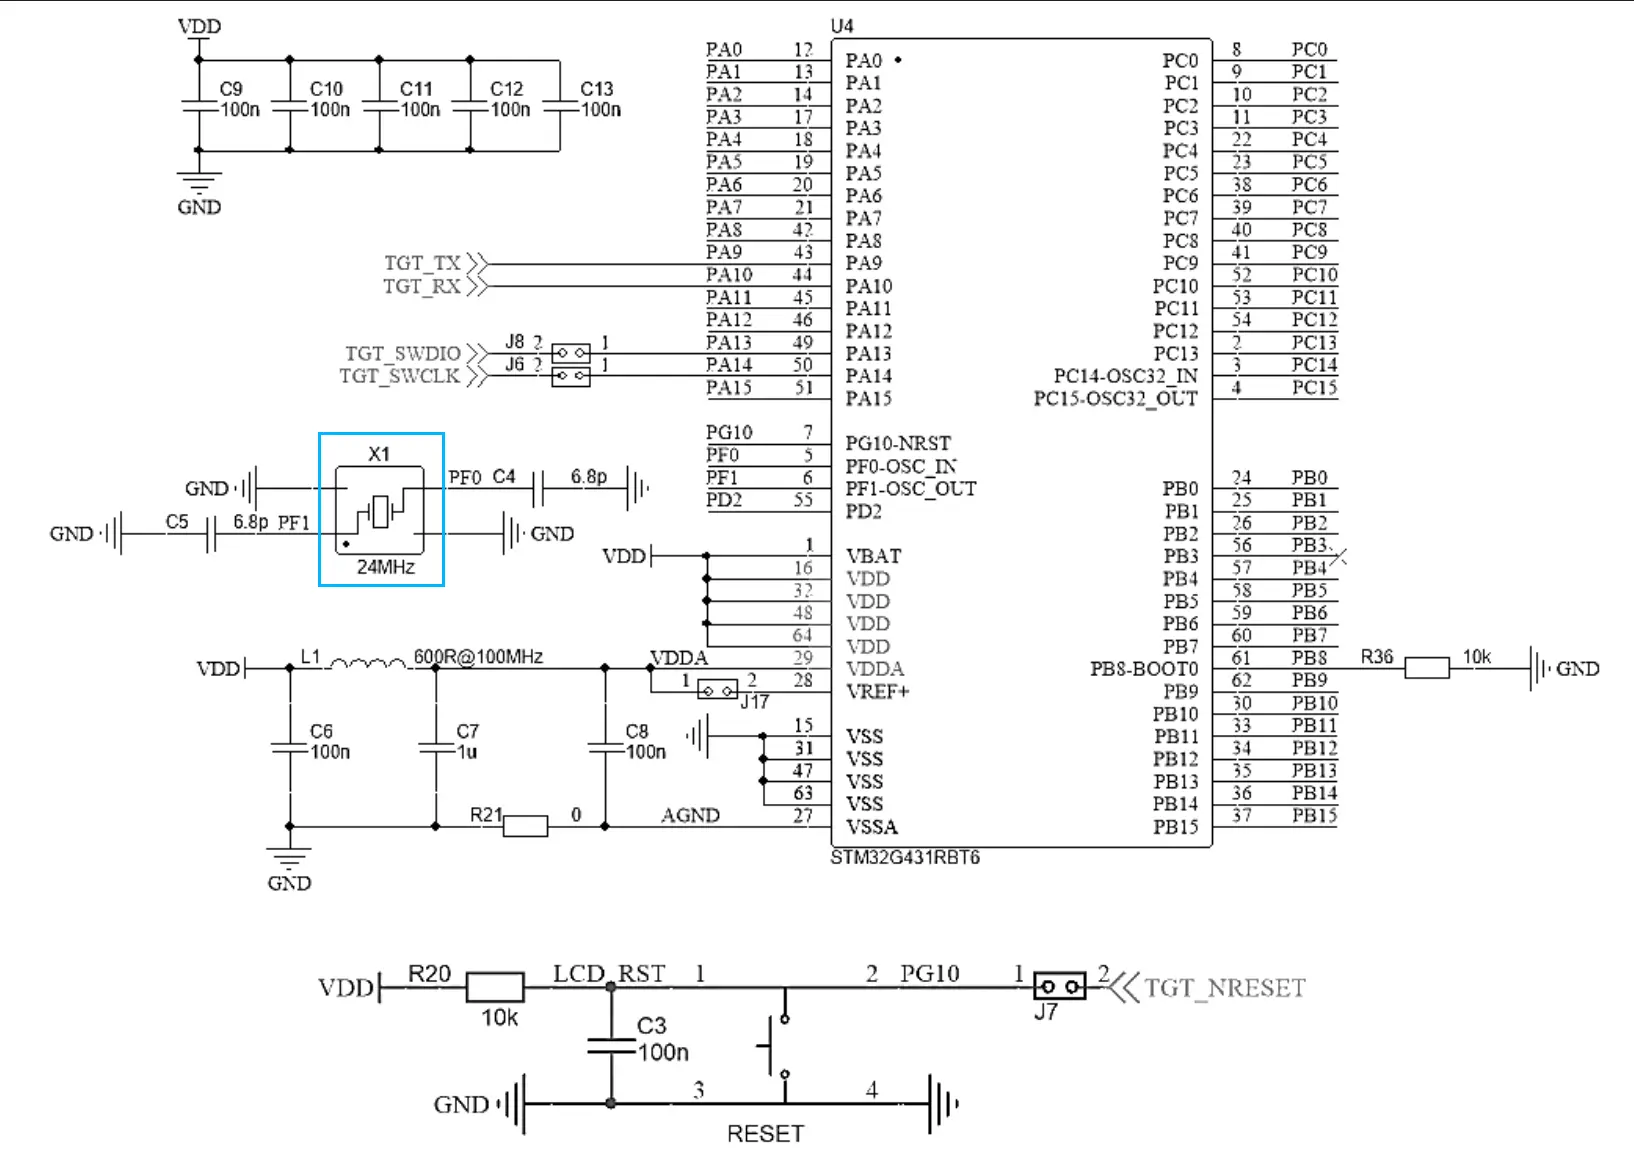 VDD
C9 100n C10 100n C11 100n C12 100n C13 100n
GND
U4
PA0 12 PA0 PC0 8 PC0
PA1 13 PA1 PC1 9 PC1
PA2 14 PA2 PC2 10 PC2
PA3 17 PA3 PC3 11 PC3
PA4 18 PA4 PC4 22 PC4
PA5 19 PA5 PC5 23 PC5
PA6 20 PA6 PC6 38 PC6
PA7 21 PA7 PC7 39 PC7
PA8 42 PA8 PC8 40 PC8
TGT_TX PA9 43 PA9 PC9 41 PC9
TGT_RX PA10 44 PA10 PC10 52 PC10
PA11 45 PA11 PC11 53 PC11
PA12 46 PA12 PC12 54 PC12
TGT_SWDIO J8 2 1 PA13 49 PA13 PC13 2 PC13
TGT_SWCLK J6 2 1 PA14 50 PA14 PC14-OSC32_IN 3 PC14
PA15 51 PA15 PC15-OSC32_OUT 4 PC15
PG10 7 PG10-NRST
PF0 5 PF0-OSC_IN
PF1 6 PF1-OSC_OUT PB0 24 PB0
PD2 55 PD2 PB1 25 PB1
X1
GND PF0 C4 6.8p
GND C5 6.8p PF1 GND
24MHz
PB2 26 PB2
VDD 1 VBAT PB3 56 PB3
16 VDD PB4 57 PB4
32 VDD PB5 58 PB5
48 VDD PB6 59 PB6
64 VDD PB7 60 PB7
VDD L1 600R@100MHz VDDA 29 VDDA PB8-BOOT0 61 PB8 R36 10k GND
1 2 J17 28 VREF+ PB9 62 PB9
PB10 30 PB10
15 VSS PB11 33 PB11
31 VSS PB12 34 PB12
47 VSS PB13 35 PB13
63 VSS PB14 36 PB14
C6 100n C7 1u C8 100n
R21 0 AGND 27 VSSA PB15 37 PB15
GND
STM32G431RBT6
VDD R20 10k LCD_RST 1 2 PG10 1 2 TGT_NRESET
J7
C3 100n
GND 3 4
RESET